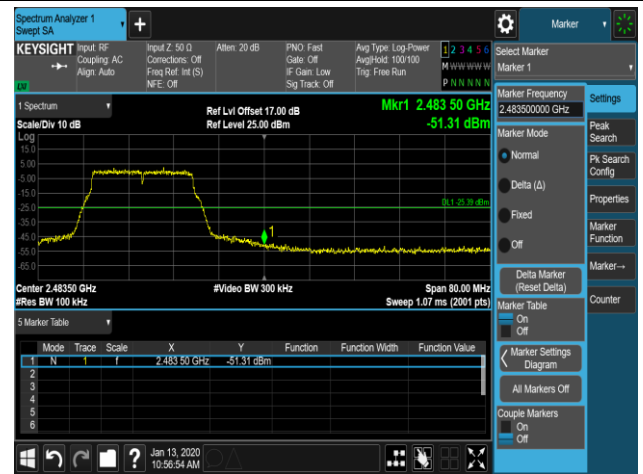 Spectrum Analyzer 1
Swept SA
Marker
KEYSIGHT
Input: RF
Coupling: AC
Align: Auto
Input Z: 50 Ω
Corrections: Off
Freq Ref: Int (S)
NFE: Off
Atten: 20 dB
PNO: Fast
Gate: Off
IF Gain: Low
Sig Track: Off
Avg Type: Log-Power
Avg|Hold: 100/100
Trig: Free Run
1 2 3 4 5 6
M W W W W W
P N N N N N
Select Marker
Marker 1
1 Spectrum
Scale/Div 10 dB
Log
Ref Lvl Offset 17.00 dB
Ref Level 25.00 dBm
Mkr1 2.483 50 GHz
-51.31 dBm
15.0
5.00
-5.00
-15.0
-25.0
-35.0
-45.0
-55.0
-65.0
DL1 -25.39 dBm
1
Center 2.48350 GHz
#Res BW 100 kHz
#Video BW 300 kHz
Span 80.00 MHz
Sweep 1.07 ms (2001 pts)
5 Marker Table
Mode Trace Scale X Y Function Function Width Function Value
1 N 1 f 2.483 50 GHz -51.31 dBm
2
3
4
5
6
Marker Frequency
2.483500000 GHz
Marker Mode
Normal
Delta (Δ)
Fixed
Off
Delta Marker
(Reset Delta)
Marker Table
On
Off
Marker Settings
Diagram
All Markers Off
Couple Markers
On
Off
Settings
Peak
Search
Pk Search
Config
Properties
Marker
Function
Marker→
Counter
?
Jan 13, 2020
10:56:54 AM